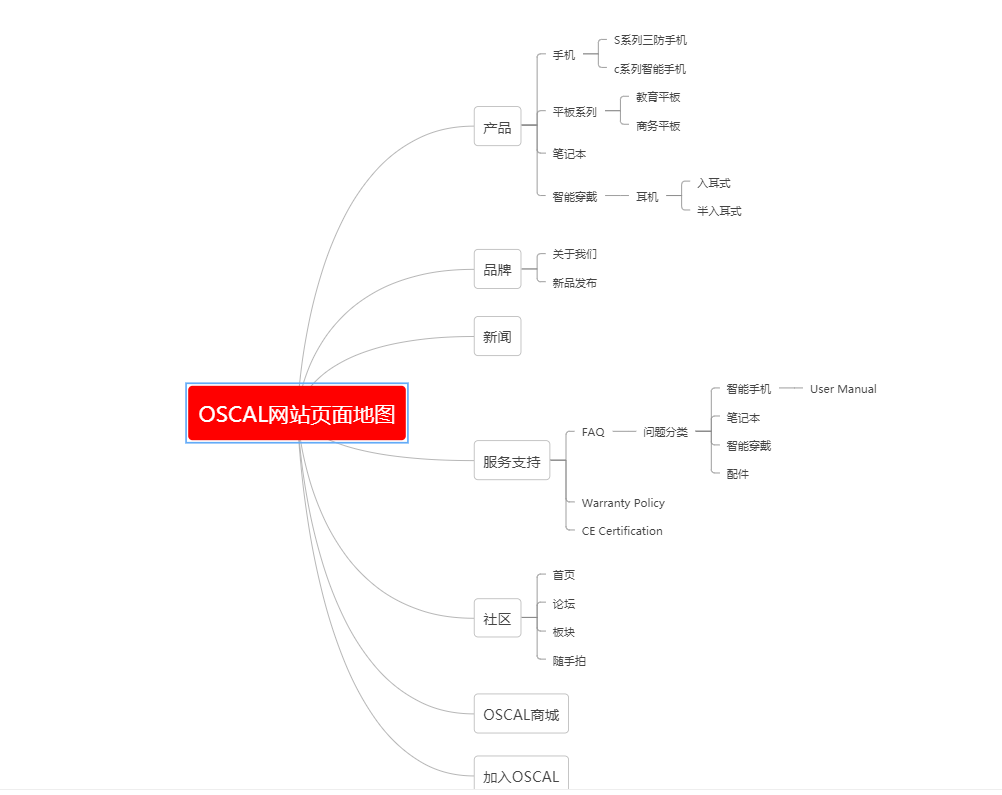 OSCAL网站页面地图
产品
手机
S系列三防手机
c系列智能手机
平板系列
教育平板
商务平板
笔记本
智能穿戴
耳机
入耳式
半入耳式
品牌
关于我们
新品发布
新闻
服务支持
FAQ
问题分类
智能手机
User Manual
笔记本
智能穿戴
配件
Warranty Policy
CE Certification
社区
首页
论坛
板块
随手拍
OSCAL商城
加入OSCAL